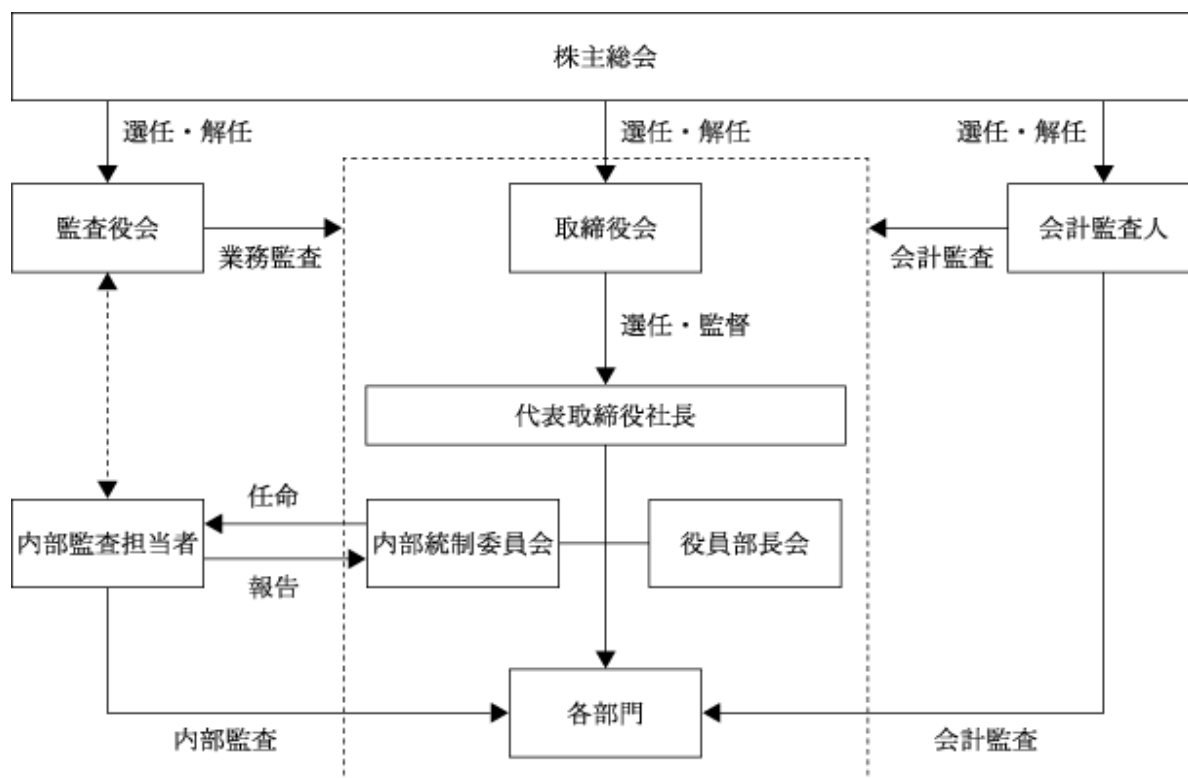 株主総会
選任・解任
選任・解任
選任・解任
監査役会
取締役会
会計監査人
業務監査
会計監査
選任・監督
代表取締役社長
任命
内部監査担当者
内部統制委員会
役員部長会
報告
各部門
内部監査
会計監査